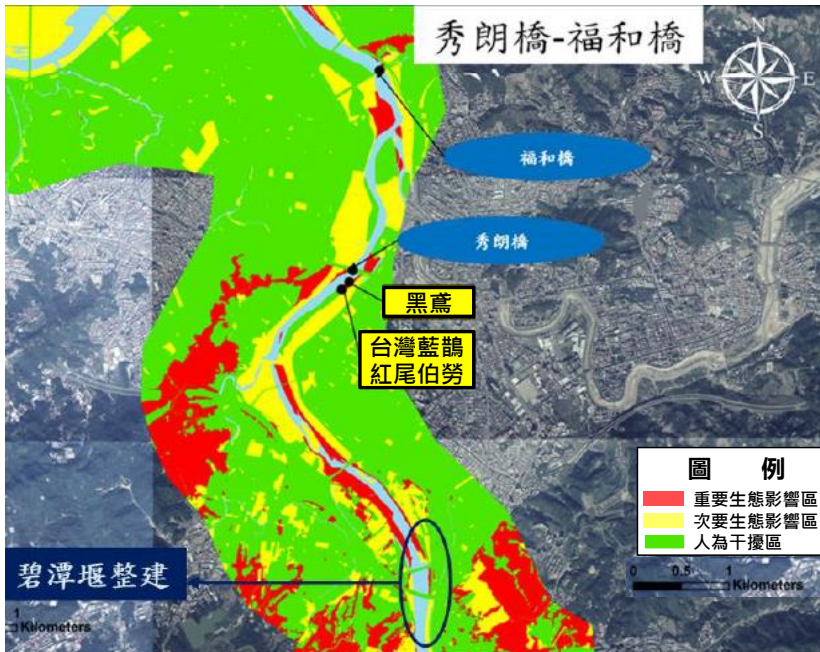 秀朗橋-福和橋
N
W
E
S
福和橋
秀朗橋
黑鳶
台灣藍鵲
紅尾伯勞
圖 例
重要生態影響區
次要生態影響區
人為干擾區
0 0.5 1
Kilometers
碧潭堰整建
1
Kilometers